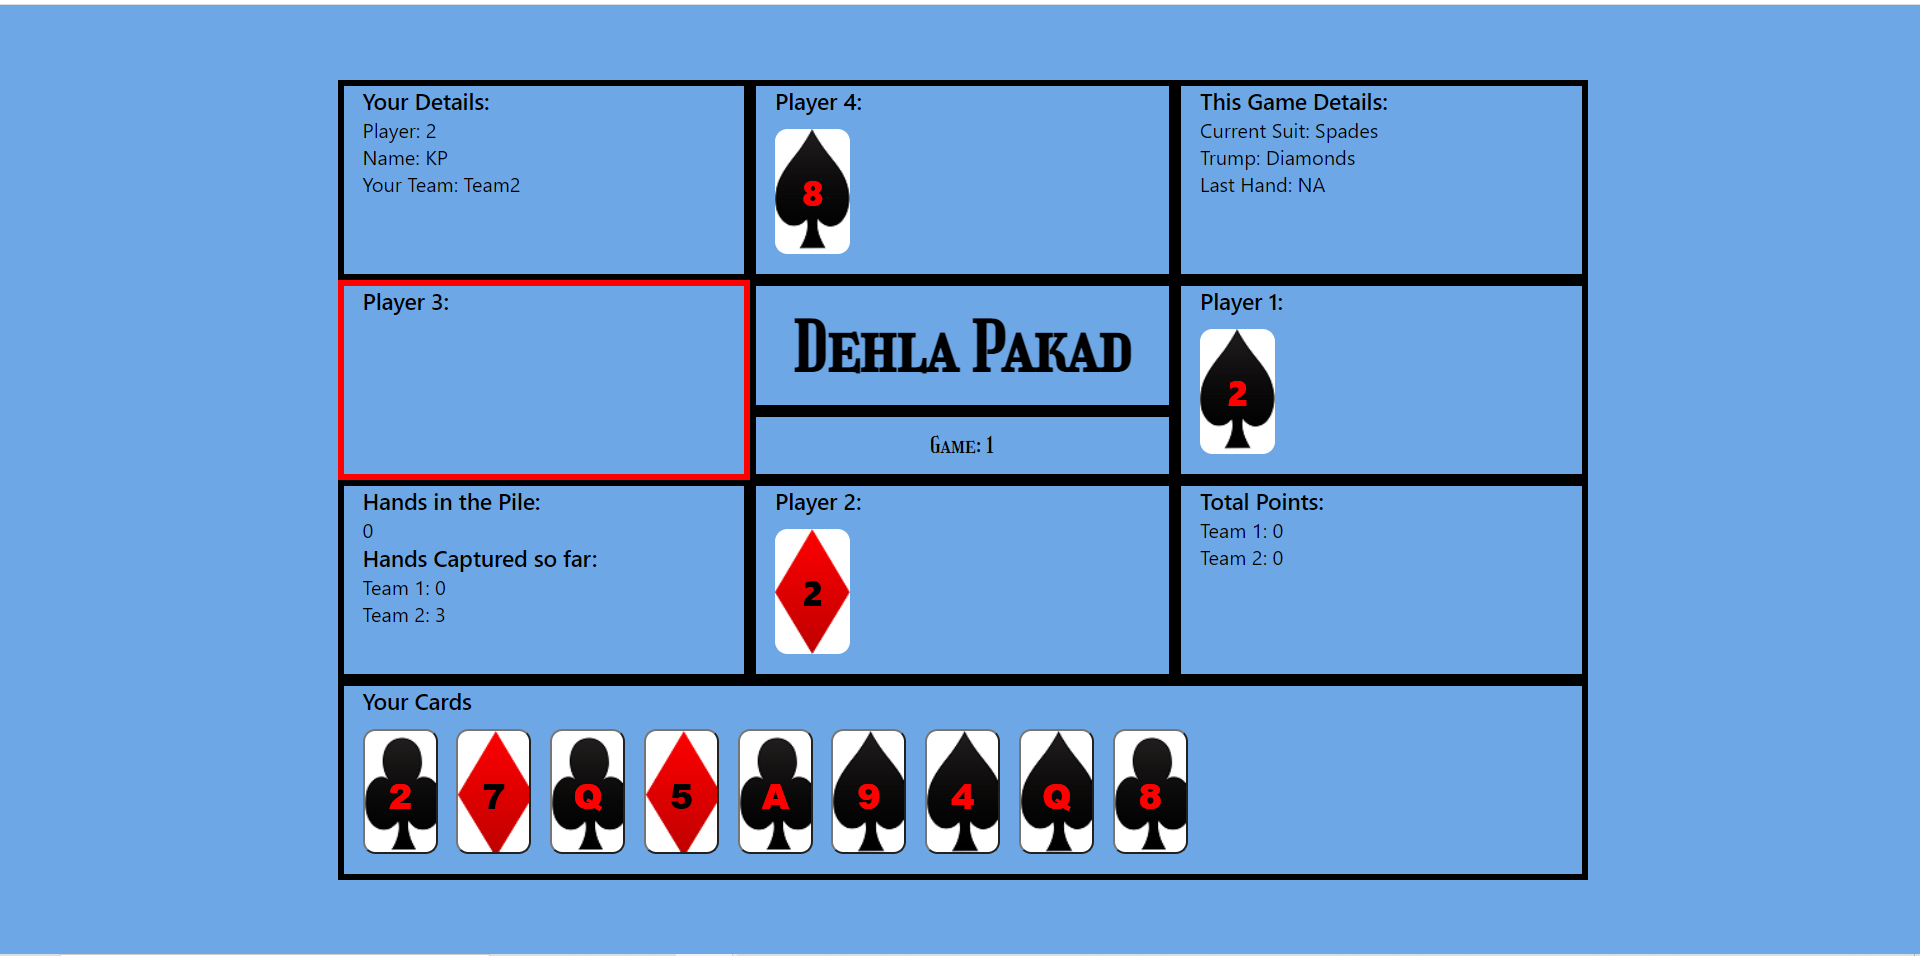 Your Details:
Player: 2
Name: KP
Your Team: Team2
Player 4:
8
This Game Details:
Current Suit: Spades
Trump: Diamonds
Last Hand: NA
Player 3:
Dehla Pakad
Game: 1
Player 1:
2
Hands in the Pile:
0
Hands Captured so far:
Team 1: 0
Team 2: 3
Player 2:
2
Total Points:
Team 1: 0
Team 2: 0
Your Cards
2 7 Q 5 A 9 4 Q 8